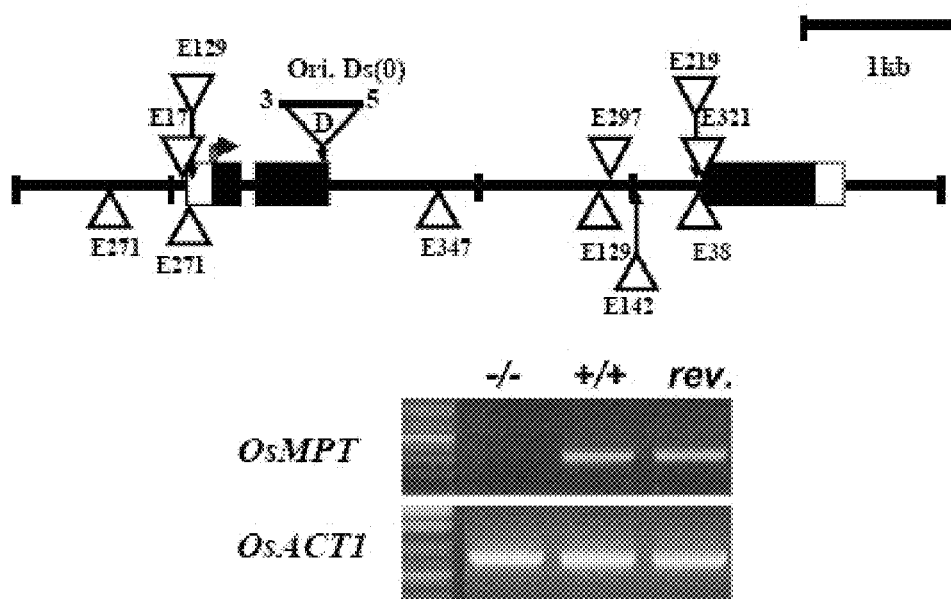 E129
Ori. Ds(0)
E219
1kb
3 5
E17
D
E297
E321
E271
E271
E347
E129
E38
E142
-/- +/+ rev.
OsMPT
OsACT1